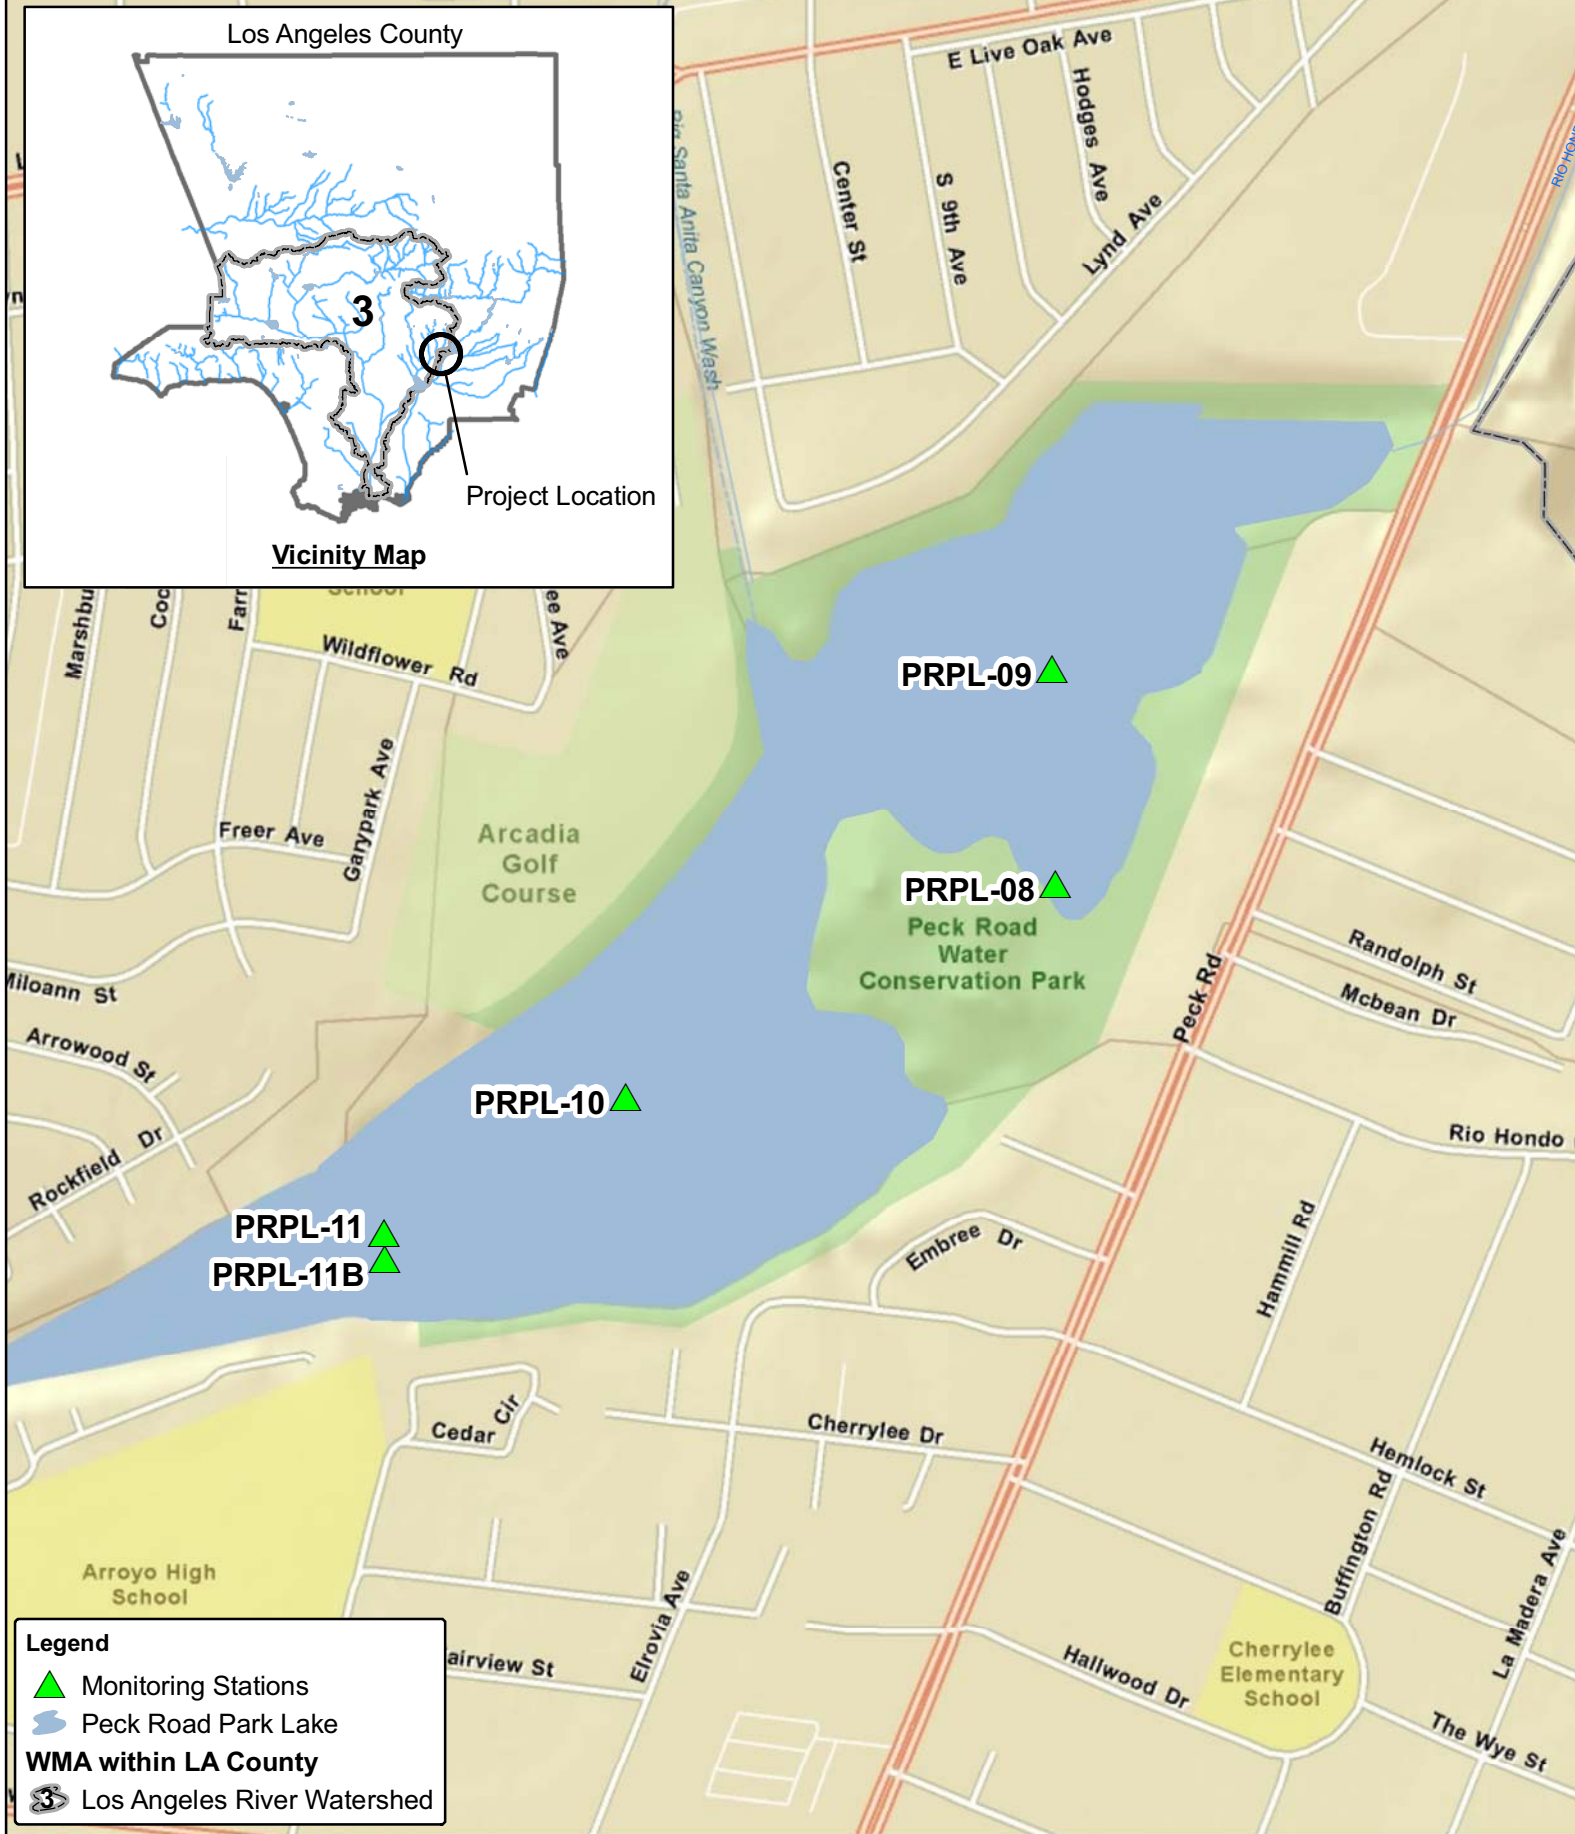 Los Angeles County
3
Project Location
Vicinity Map
E Live Oak Ave
Hodges Ave
Center St
S 9th Ave
Lynd Ave
Santa Anita Canyon Wash
School
Wildflower Rd
Garypark Ave
Freer Ave
Arcadia
Golf
Course
PRPL-09
PRPL-08
Peck Road
Water
Conservation Park
Peck Rd
Randolph St
Mcbean Dr
Arrowood St
Rockfield Dr
PRPL-10
PRPL-11
PRPL-11B
Rio Hondo
Embree Dr
Hammill Rd
Cedar Cir
Cherrylee Dr
Hemlock St
Buffington Rd
La Madera Ave
Arroyo High
School
Elrovia Ave
airview St
Hallwood Dr
Cherrylee
Elementary
School
The Wye St
Legend
Monitoring Stations
Peck Road Park Lake
WMA within LA County
3 Los Angeles River Watershed